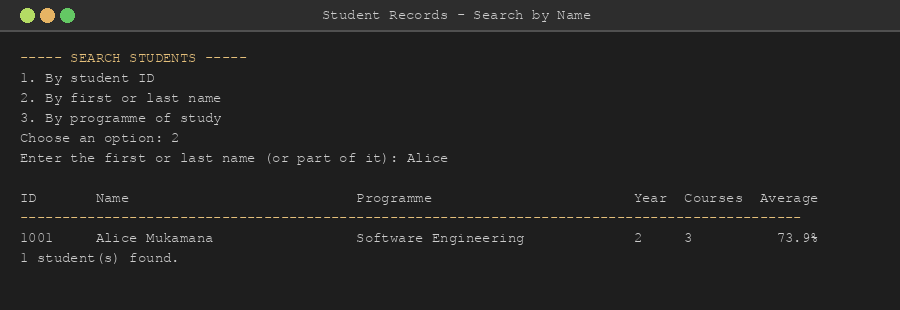 Student Records - Search by Name
----- SEARCH STUDENTS -----
1. By student ID
2. By first or last name
3. By programme of study
Choose an option: 2
Enter the first or last name (or part of it): Alice
ID       Name                           Programme                        Year  Courses  Average
---------------------------------------------------------------------------------------------
1001     Alice Mukamana                 Software Engineering             2     3          73.9%
1 student(s) found.